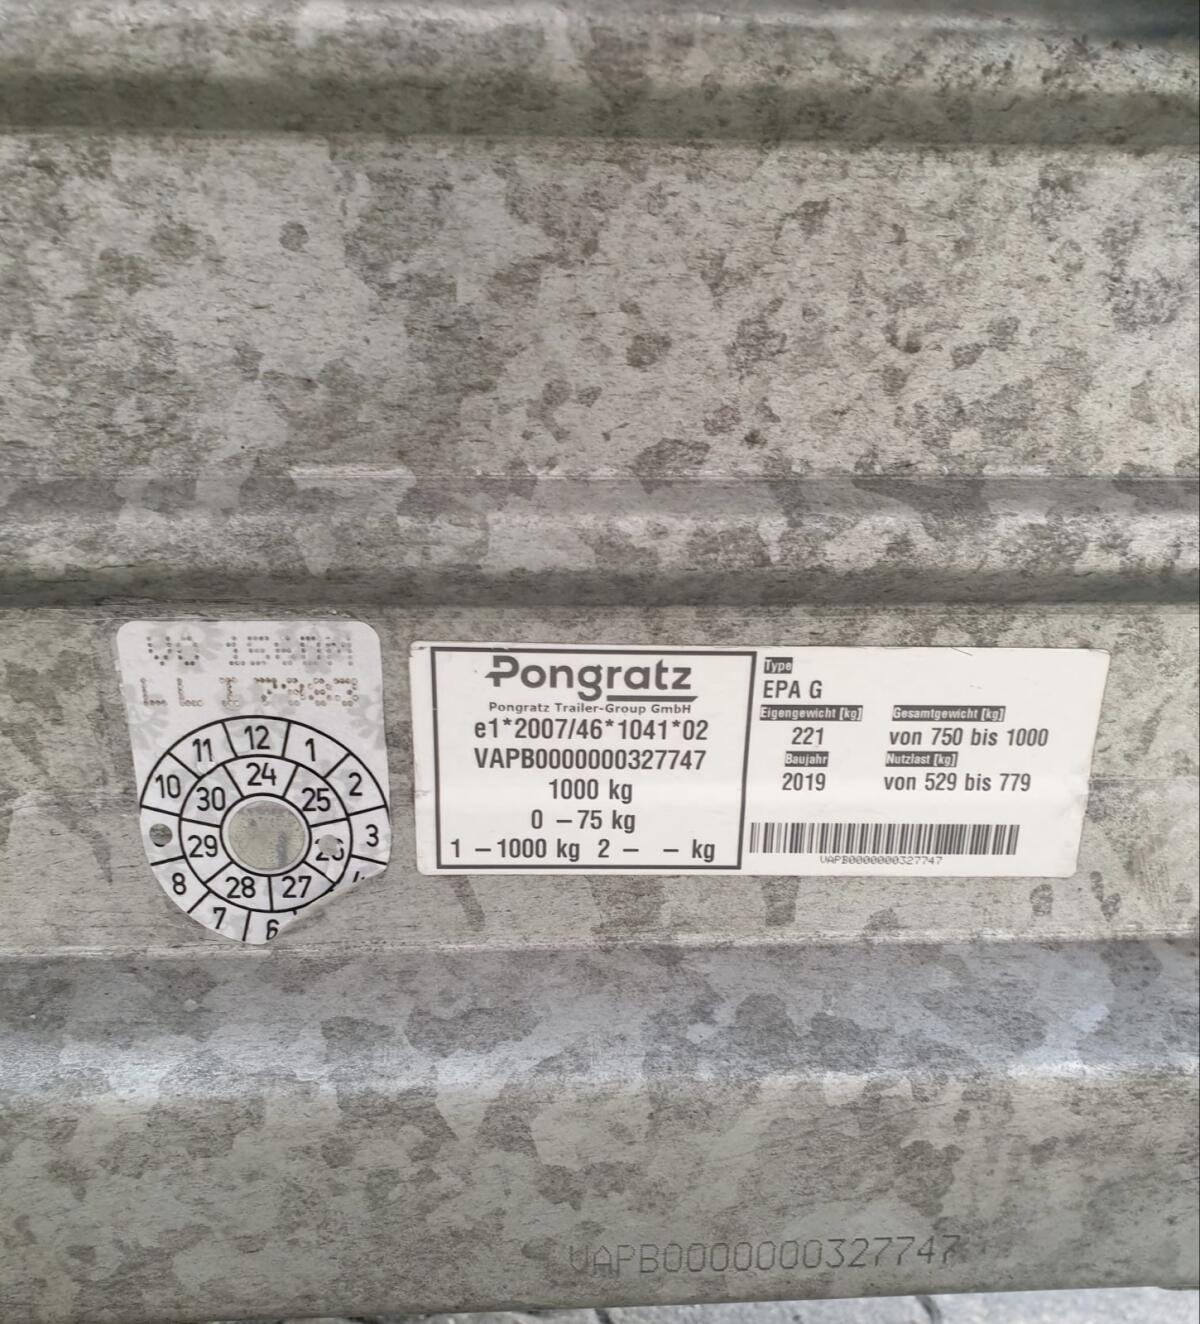 11
12
1
10
2
24
30
25
3
29
8
28
27
7
6
Pongratz
Pongratz Trailer-Group GmbH
e1*2007/46*1041*02
VAPB0000000327747
1000 kg
0 – 75 kg
1 – 1000 kg 2 – – kg
Type
EPA G
Eigengewicht [kg] Gesamtgewicht [kg]
221 von 750 bis 1000
Baujahr Nutzlast [kg]
2019 von 529 bis 779
VAPB0000000327747
VAPB0000000327747